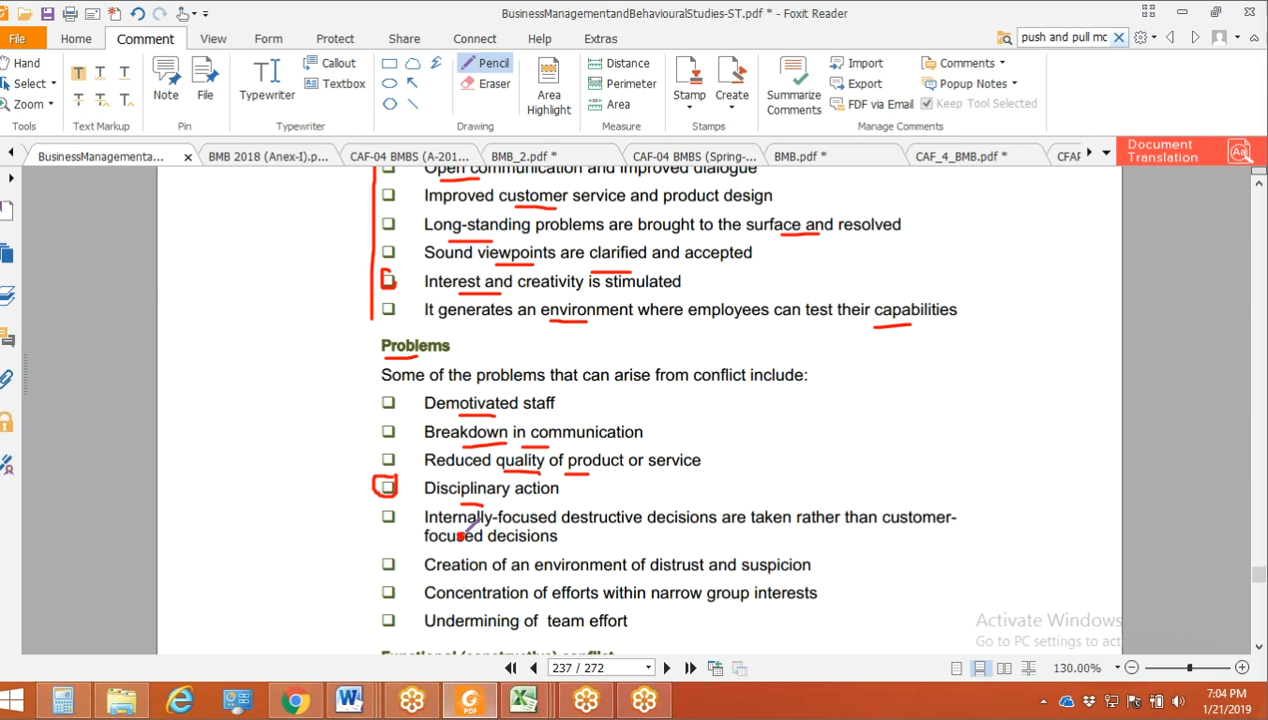 BusinessManagementandBehaviouralStudies-ST.pdf * - Foxit Reader
File Home Comment View Form Protect Share Connect Help Extras push and pull mc
Hand
Select
Zoom
Tools
Text Markup
Note
File
Pin
Typewriter
Callout
Textbox
Typewriter
Pencil
Eraser
Area Highlight
Drawing
Distance
Perimeter
Area
Measure
Stamp
Create
Stamps
Summarize Comments
Import
Export
FDF via Email
Comments
Popup Notes
Keep Tool Selected
Manage Comments
BusinessManagementa... BMB 2018 (Anex-I).p... CAF-04 BMBS (A-201... BMB_2.pdf * CAF-04 BMBS (Spring-... BMB.pdf * CAF_4_BMB.pdf * CFAF
Document Translation
Open communication and improved dialogue
Improved customer service and product design
Long-standing problems are brought to the surface and resolved
Sound viewpoints are clarified and accepted
Interest and creativity is stimulated
It generates an environment where employees can test their capabilities
Problems
Some of the problems that can arise from conflict include:
Demotivated staff
Breakdown in communication
Reduced quality of product or service
Disciplinary action
Internally-focused destructive decisions are taken rather than customer-
focused decisions
Creation of an environment of distrust and suspicion
Concentration of efforts within narrow group interests
Undermining of team effort
Functional (constructive) conflict
Activate Windows
Go to PC settings to act
237 / 272
130.00%
7:04 PM
1/21/2019